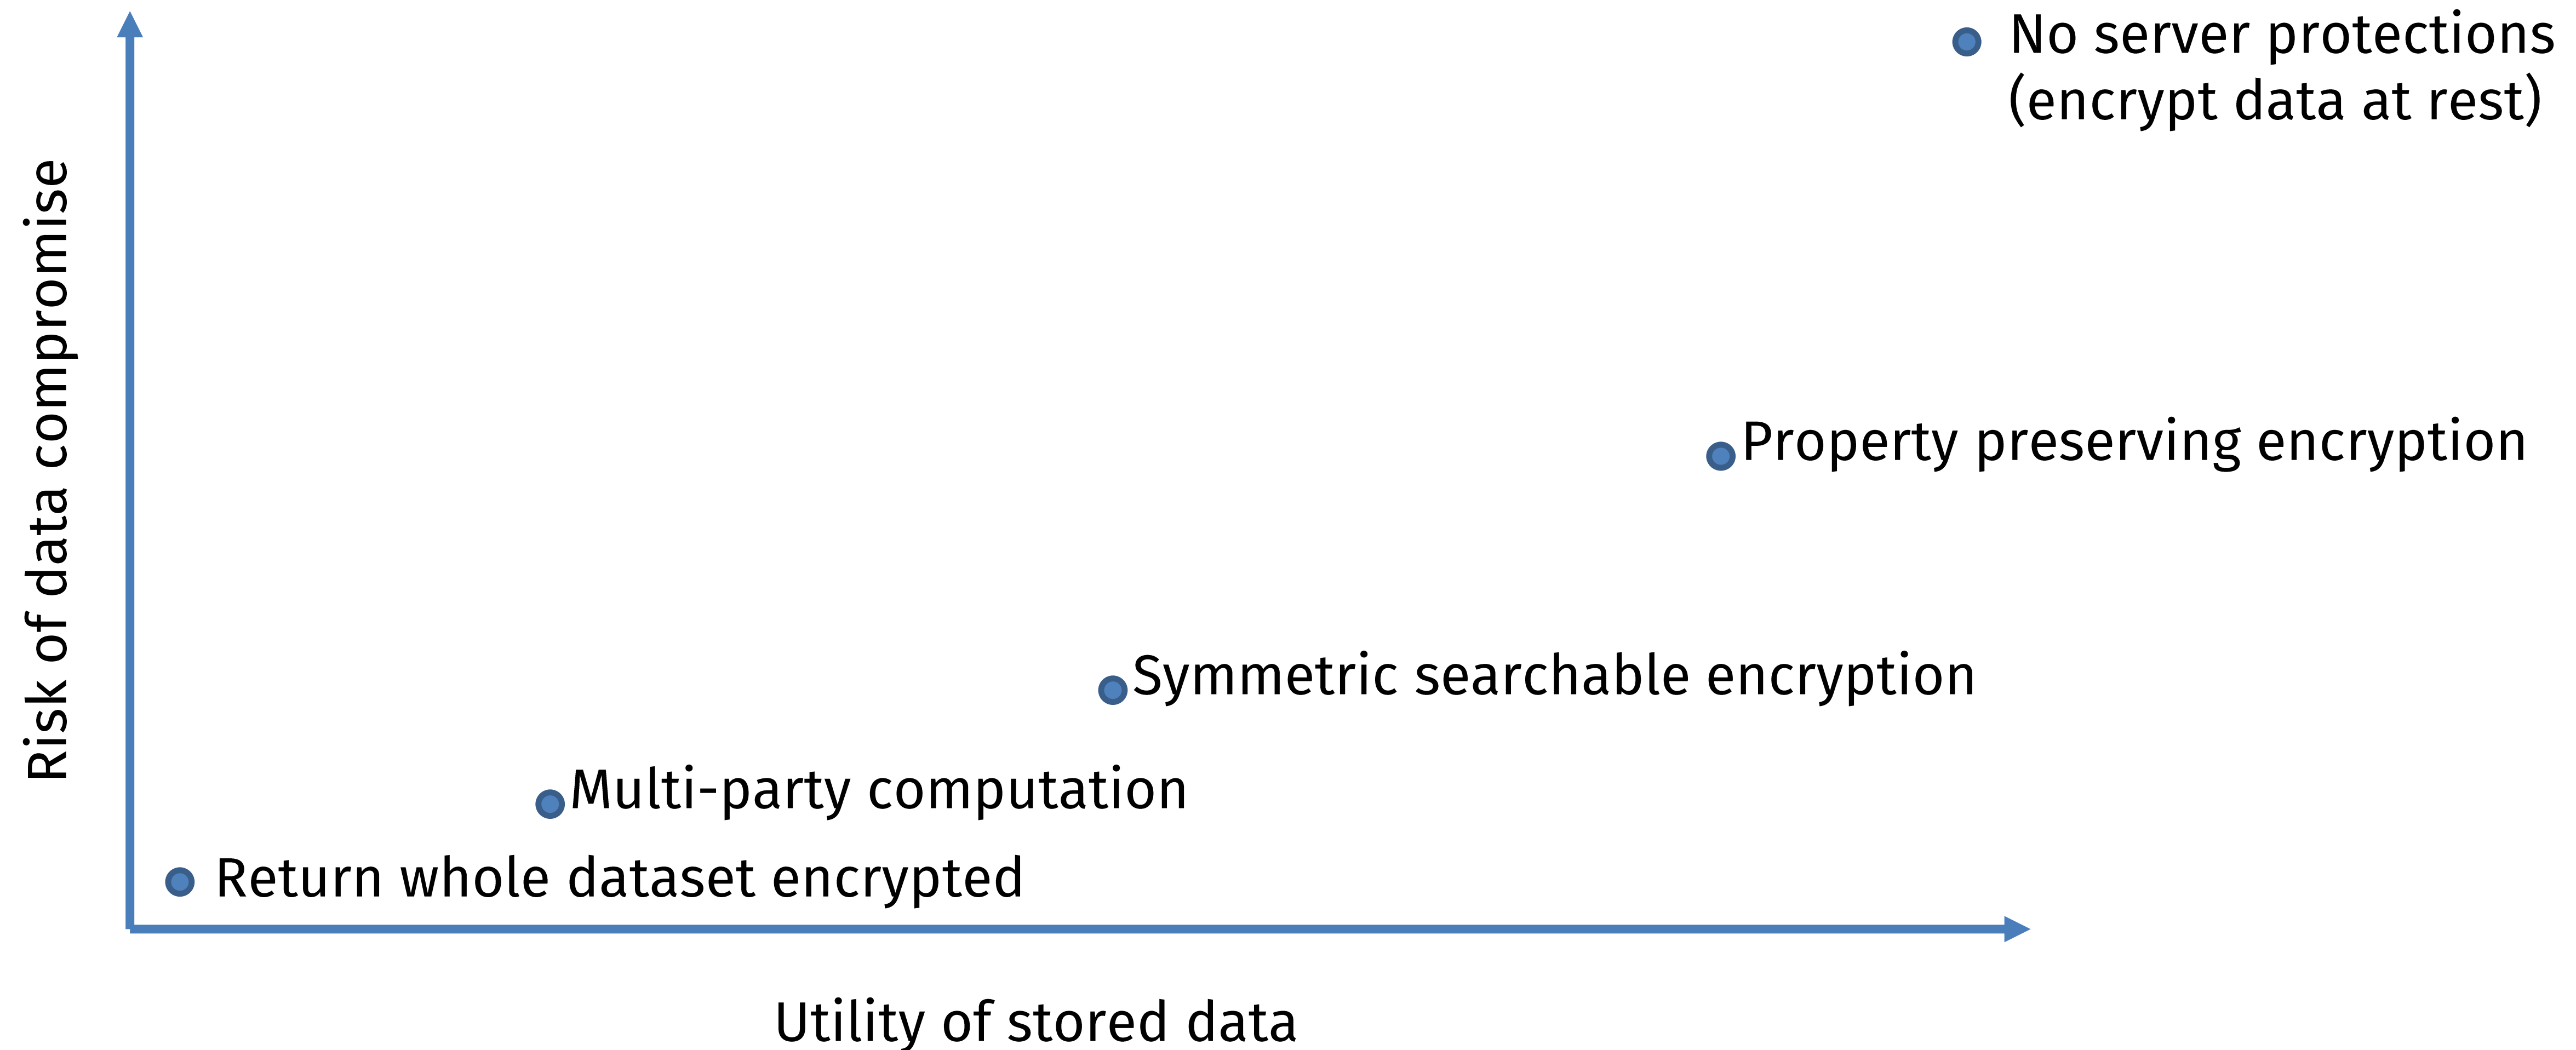 No server protections
(encrypt data at rest)
Risk of data compromise
Property preserving encryption
Symmetric searchable encryption
Multi-party computation
Return whole dataset encrypted
Utility of stored data